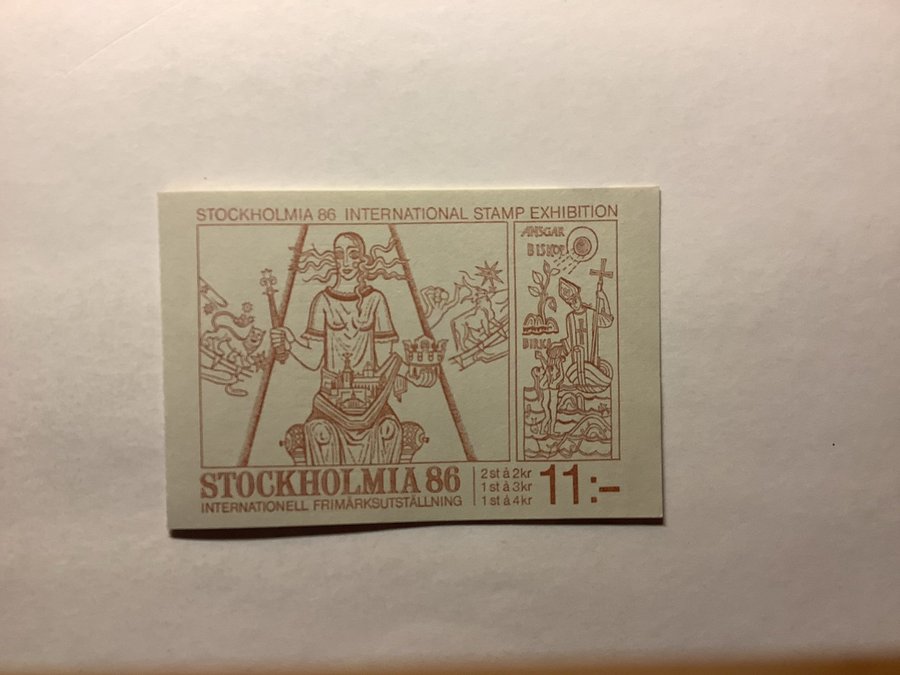 STOCKHOLMIA 86 INTERNATIONAL STAMP EXHIBITION
ANSGAR
BISKOP
BIRKA
STOCKHOLMIA 86
INTERNATIONELL FRIMÄRKSUTSTÄLLNING
2 st à 2kr
1 st à 3kr
1 st à 4kr
11:-